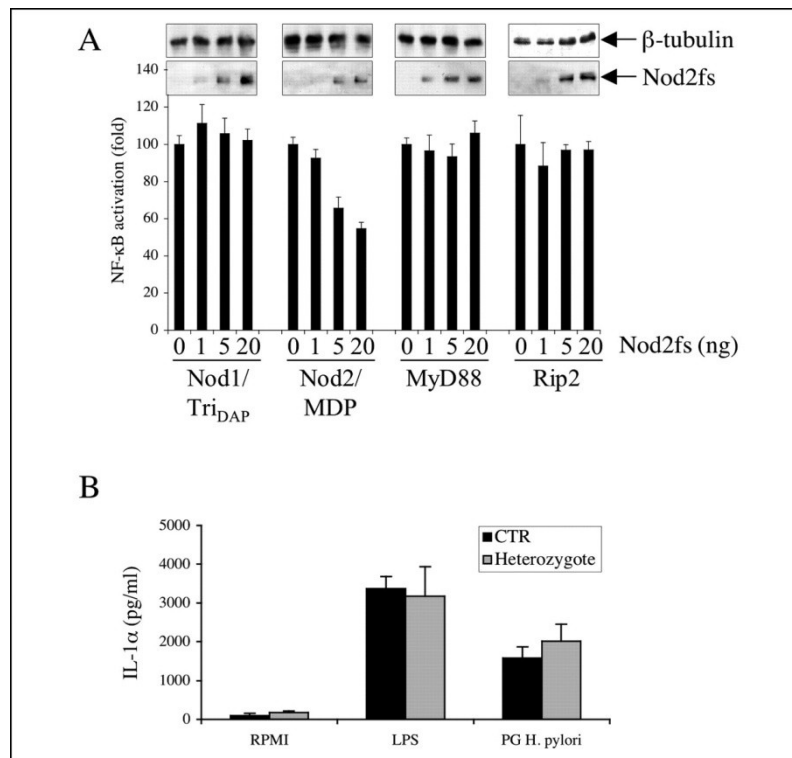 A
β-tubulin
Nod2fs
NF-κB activation (fold)
140
120
100
80
60
40
20
0
0 1 5 20 0 1 5 20 0 1 5 20 0 1 5 20 Nod2fs (ng)
Nod1/ Nod2/ MyD88 Rip2
TriDAP MDP
B
IL-1α (pg/ml)
5000
4000
3000
2000
1000
0
CTR
Heterozygote
RPMI LPS PG H. pylori